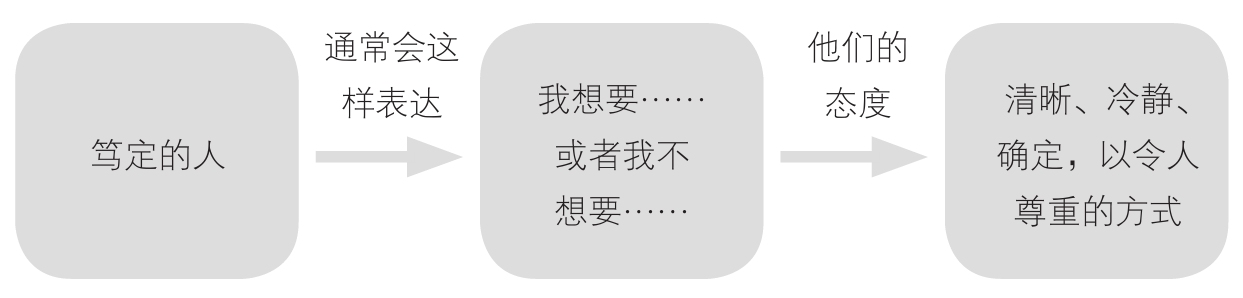 笃定的人
通常会这
样表达
我想要……
或者我不
想要……
他们的
态度
清晰、冷静、
确定，以令人
尊重的方式